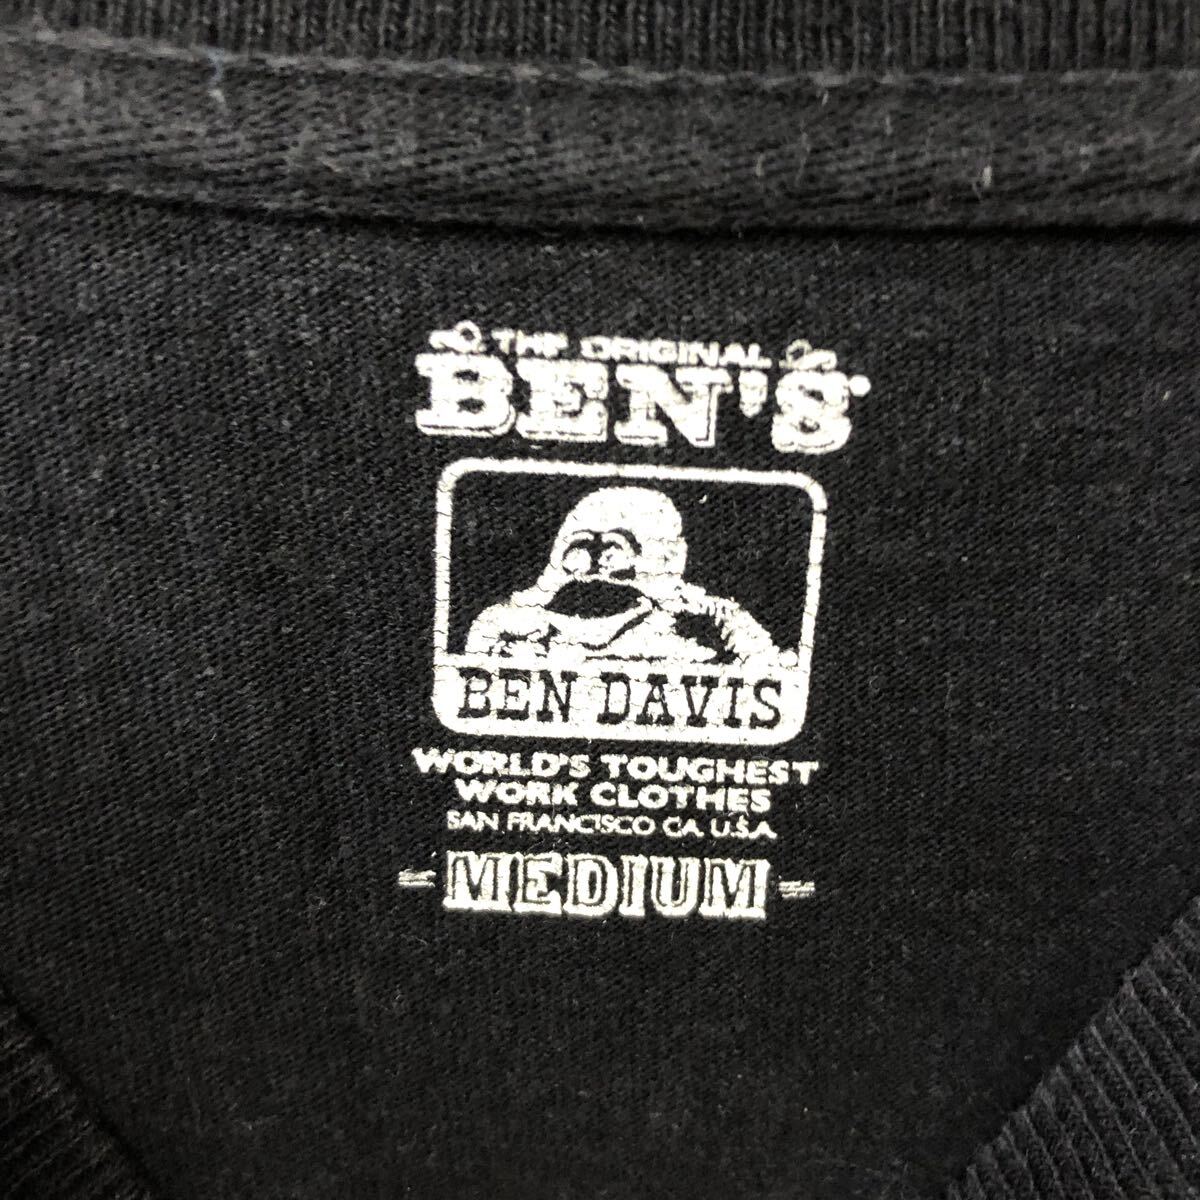 THE ORIGINAL
BEN'S®
BEN DAVIS
WORLD'S TOUGHEST
WORK CLOTHES
SAN FRANCISCO CA. U.S.A.
-MEDIUM-